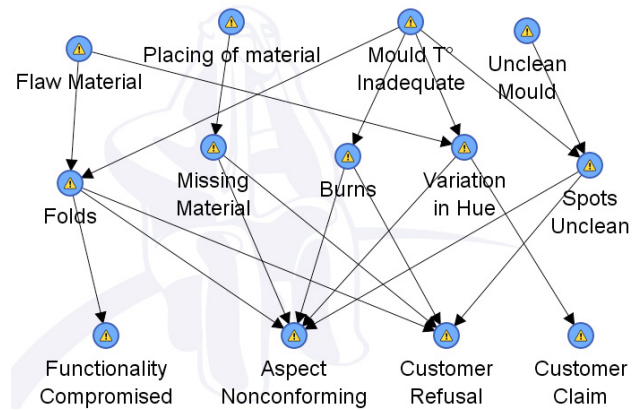 Flaw Material
Placing of material
Mould T°
Inadequate
Unclean
Mould
Folds
Missing
Material
Burns
Variation
in Hue
Spots
Unclean
Functionality
Compromised
Aspect
Nonconforming
Customer
Refusal
Customer
Claim